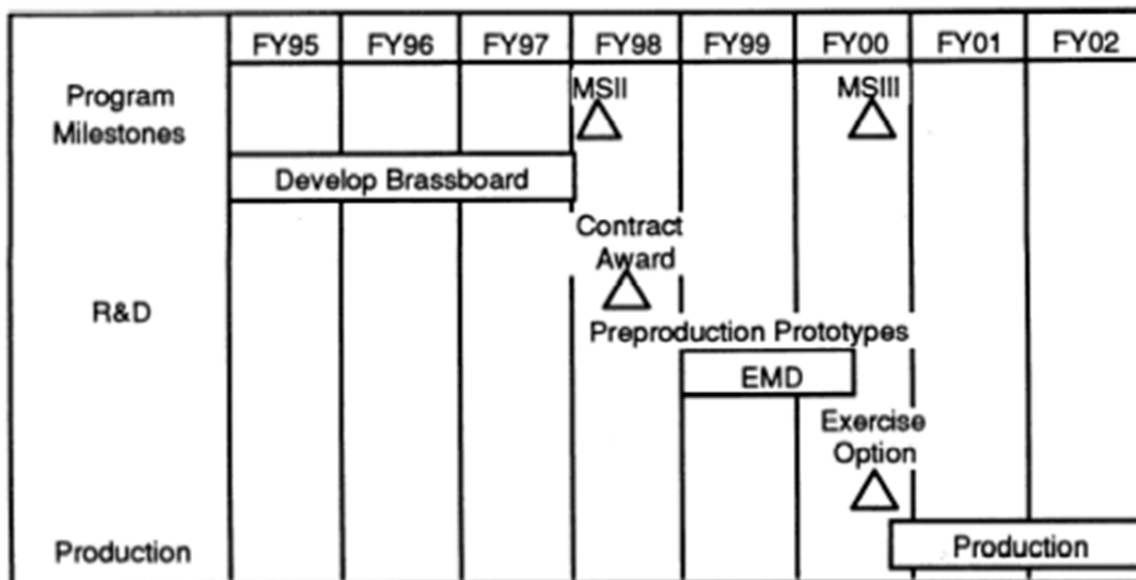 FY95 FY96 FY97 FY98 FY99 FY00 FY01 FY02
Program
Milestones
MSII
MSIII
Develop Brassboard
Contract
Award
R&D
Preproduction Prototypes
EMD
Exercise
Option
Production
Production